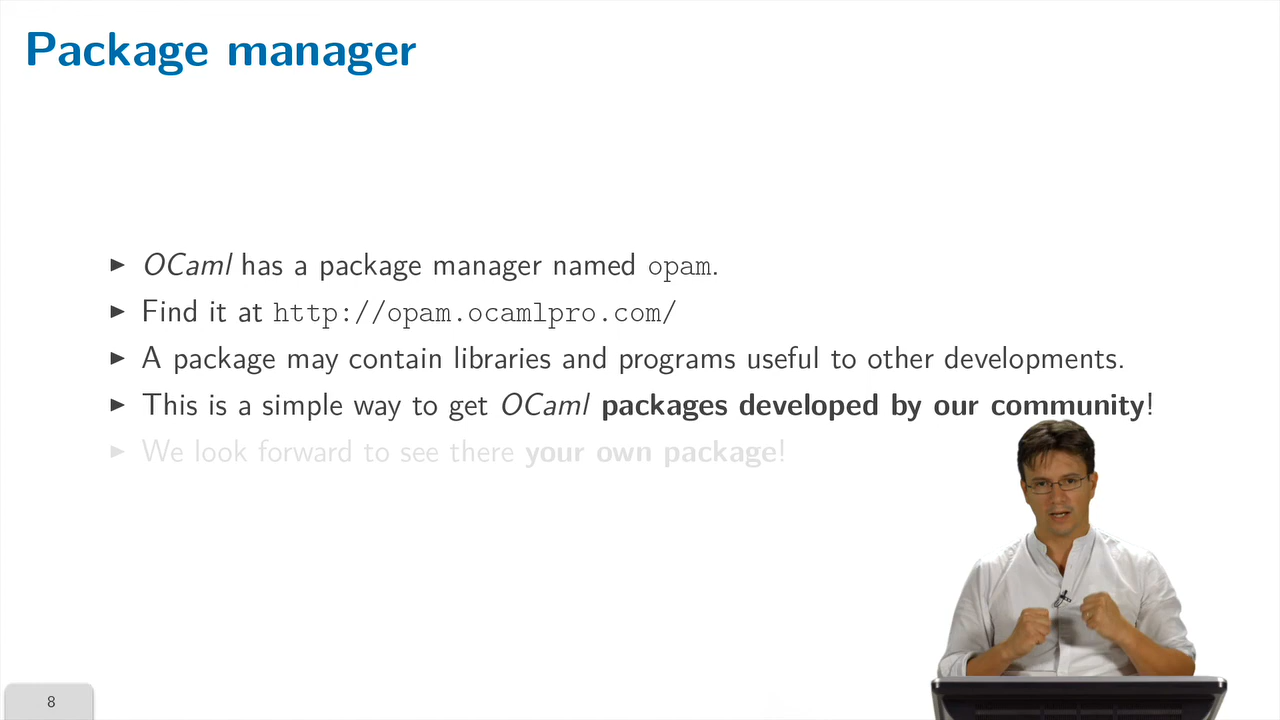 Package manager
▶ OCaml has a package manager named opam.
▶ Find it at http://opam.ocamlpro.com/
▶ A package may contain libraries and programs useful to other developments.
▶ This is a simple way to get OCaml packages developed by our community!
▶ We look forward to see there your own package!
8